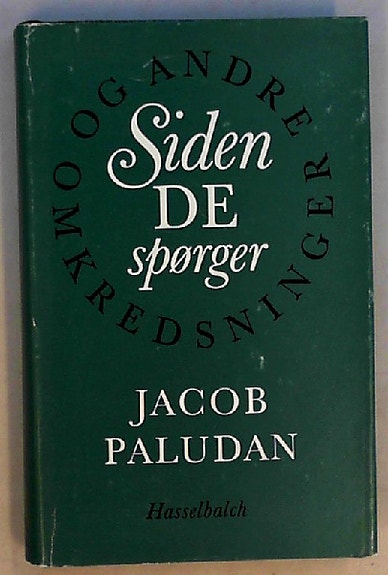 Siden
DE
spørger
OG ANDRE
OMKREDSNINGER
JACOB
PALUDAN
Hasselbalch